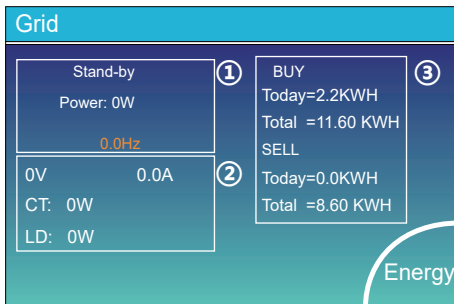 Grid
Stand-by
Power: 0W
0.0Hz
①
0V 0.0A
CT: 0W
LD: 0W
②
BUY
Today=2.2KWH
Total =11.60 KWH
SELL
Today=0.0KWH
Total =8.60 KWH
③
Energy